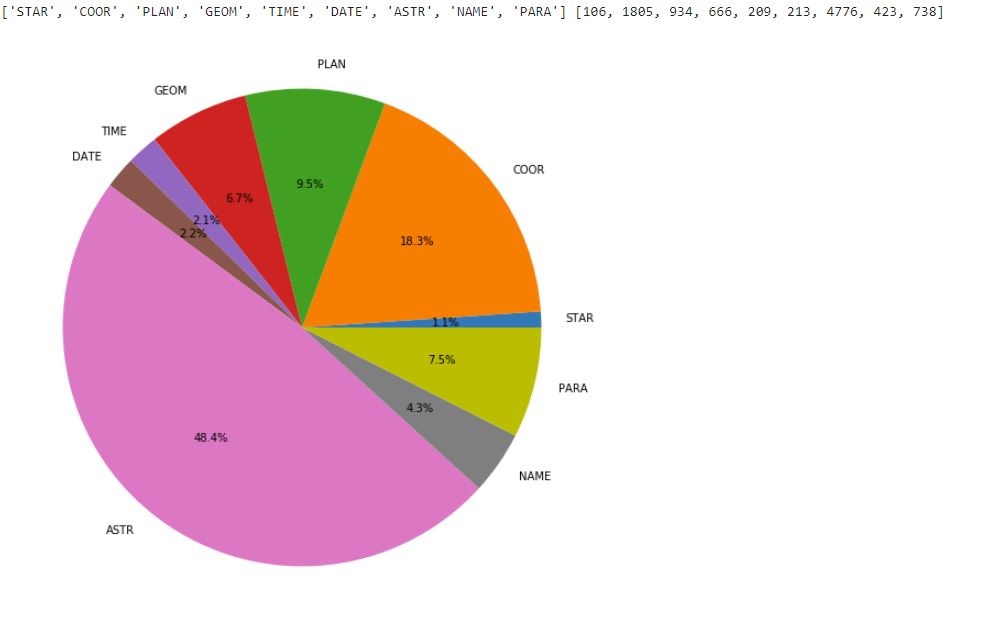 ['STAR', 'COOR', 'PLAN', 'GEOM', 'TIME', 'DATE', 'ASTR', 'NAME', 'PARA'] [106, 1805, 934, 666, 209, 213, 4776, 423, 738]
PLAN
GEOM
TIME
DATE
COOR
9.5%
6.7%
2.1%
2.2%
18.3%
STAR
1.1%
7.5%
PARA
4.3%
48.4%
NAME
ASTR